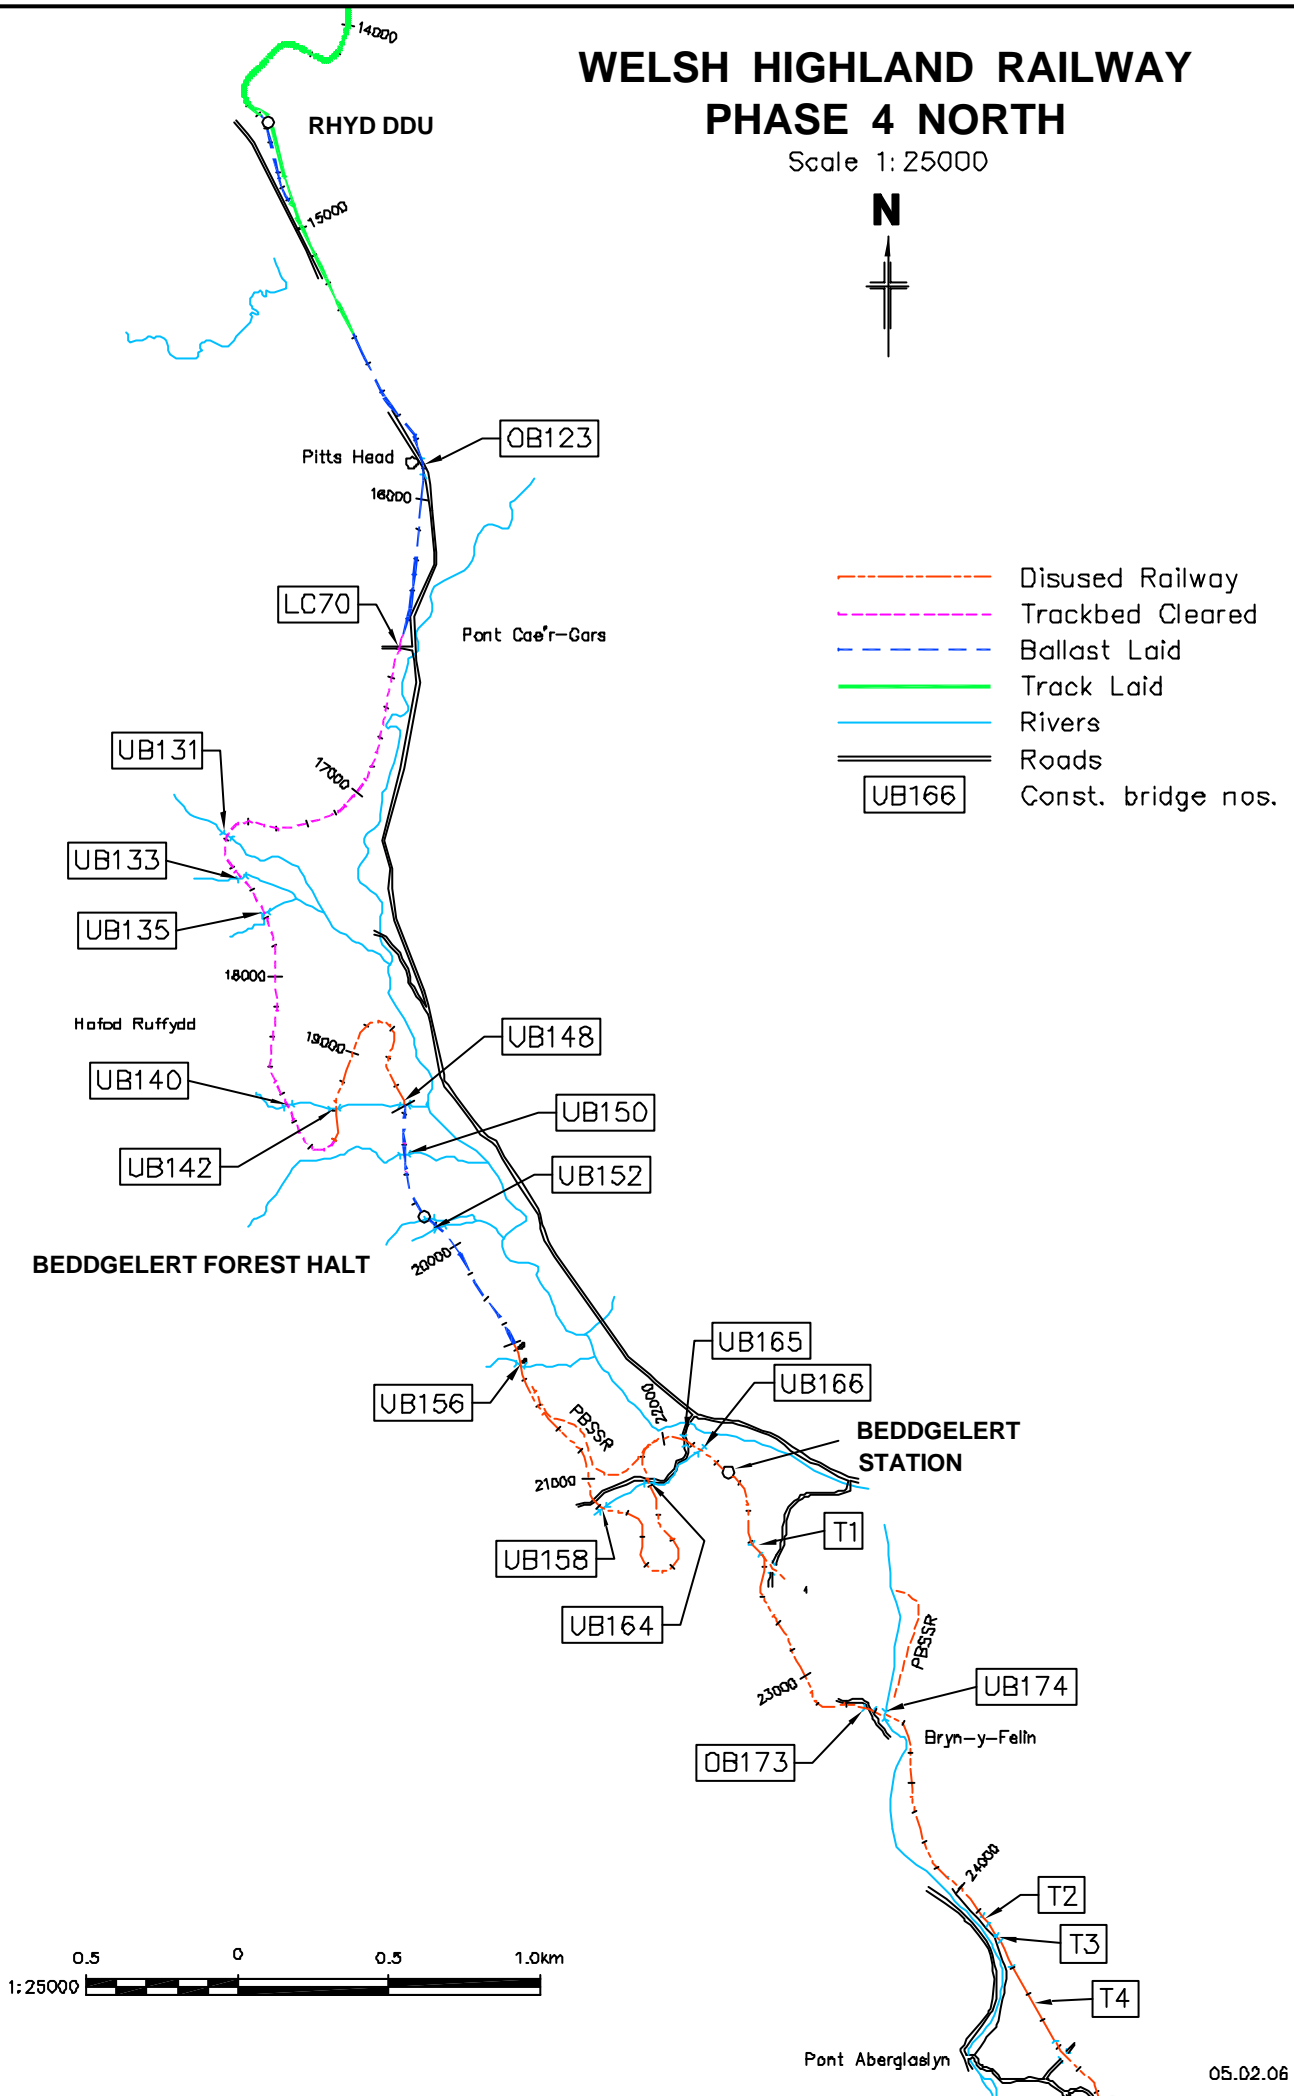 WELSH HIGHLAND RAILWAY
PHASE 4 NORTH
Scale 1:25000
N
14000
RHYD DDU
15000
OB123
Pitts Head
16000
LC70
Pont Cae'r-Gars
Disused Railway
Trackbed Cleared
Ballast Laid
Track Laid
Rivers
Roads
UB166 Const. bridge nos.
UB131
17000
UB133
UB135
18000
Hafod Ruffydd
19000
UB148
UB140
UB150
UB142
UB152
BEDDGELERT FOREST HALT
20000
UB165
UB166
UB156
PBSSR
22000
BEDDGELERT
STATION
21000
T1
UB158
UB164
PBSSR
23000
UB174
Bryn-y-Felin
OB173
24000
T2
T3
T4
0.5 0 0.5 1.0km
1:25000
Pont Aberglaslyn
05.02.06